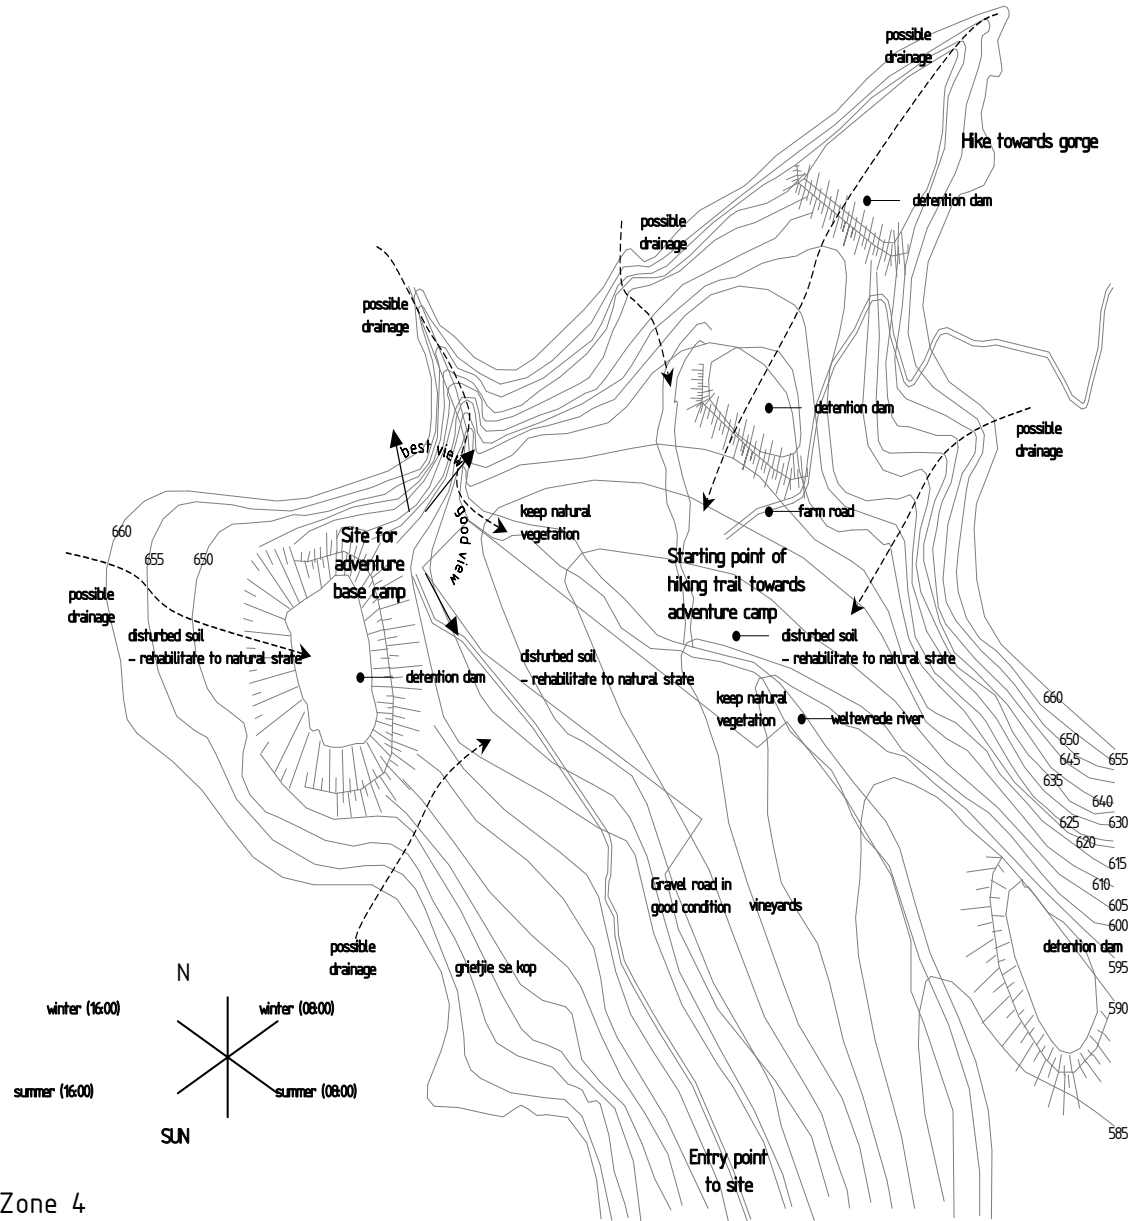 possible
drainage
Hike towards gorge
detention dam
possible
drainage
possible
drainage
detention dam
possible
drainage
best view
good view
keep natural
vegetation
farm road
660
655
650
Site for
adventure
base camp
Starting point of
hiking trail towards
adventure camp
possible
drainage
disturbed soil
- rehabilitate to natural state
disturbed soil
- rehabilitate to natural state
disturbed soil
- rehabilitate to natural state
detention dam
keep natural
vegetation
weltevrede river
660
650
655
645
635
640
625
630
620
615
610
605
600
595
590
585
Gravel road in
good condition
vineyards
detention dam
possible
drainage
grietjie se kop
N
winter (16:00)
winter (08:00)
summer (16:00)
summer (08:00)
SUN
Entry point
to site
Zone 4